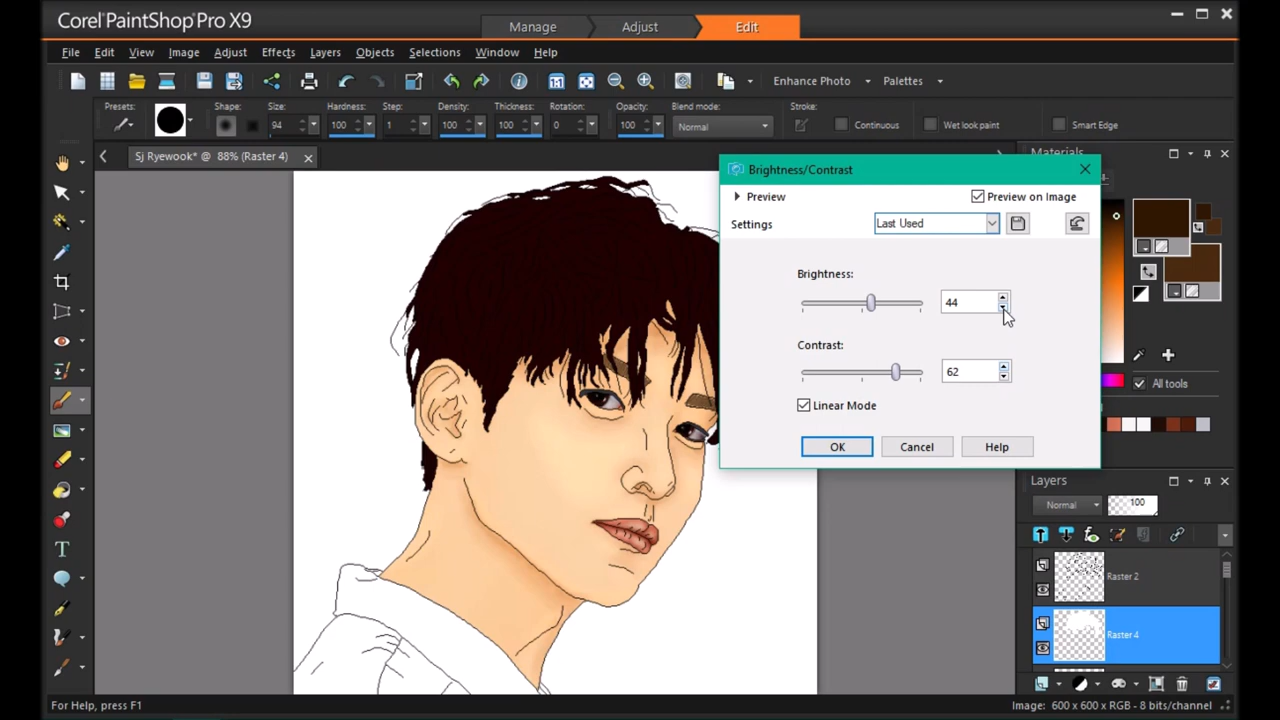 Corel PaintShop Pro X9
Manage Adjust Edit
File Edit View Image Adjust Effects Layers Objects Selections Window Help
Enhance Photo Palettes
Presets: Shape: Size: Hardness: Step: Density: Thickness: Rotation: Opacity: Blend mode: Stroke:
94 100 1 100 100 0 100 Normal Continuous Wet look paint Smart Edge
Sj Ryewook* @ 88% (Raster 4)
Materials
Brightness/Contrast
Preview Preview on Image
Settings Last Used
Brightness:
44
Contrast:
62
Linear Mode
OK Cancel Help
All tools
Layers
Normal 100
Raster 2
Raster 4
For Help, press F1
Image: 600 x 600 x RGB - 8 bits/channel